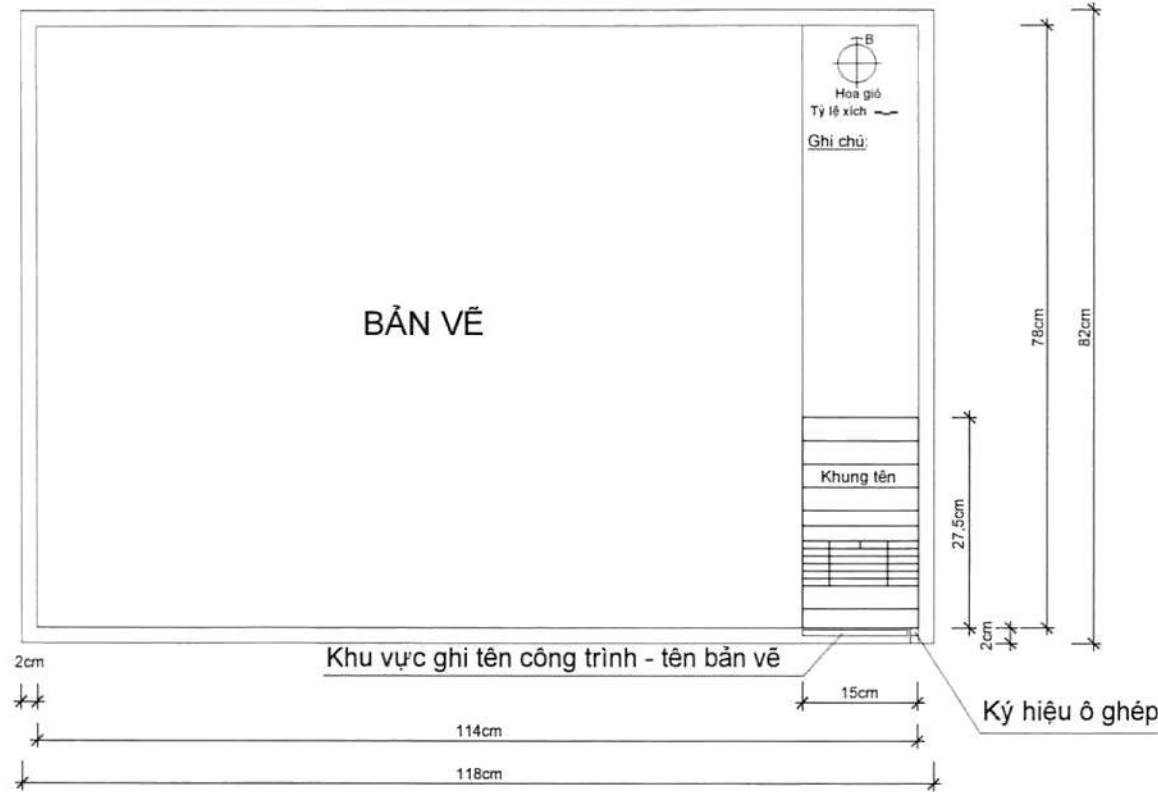 B
Hoa gió
Tỷ lệ xích
Ghi chú:
BẢN VẼ
78cm
82cm
Khung tên
27,5cm
2cm
2cm
Khu vực ghi tên công trình - tên bản vẽ
15cm
Ký hiệu ô ghép
114cm
118cm